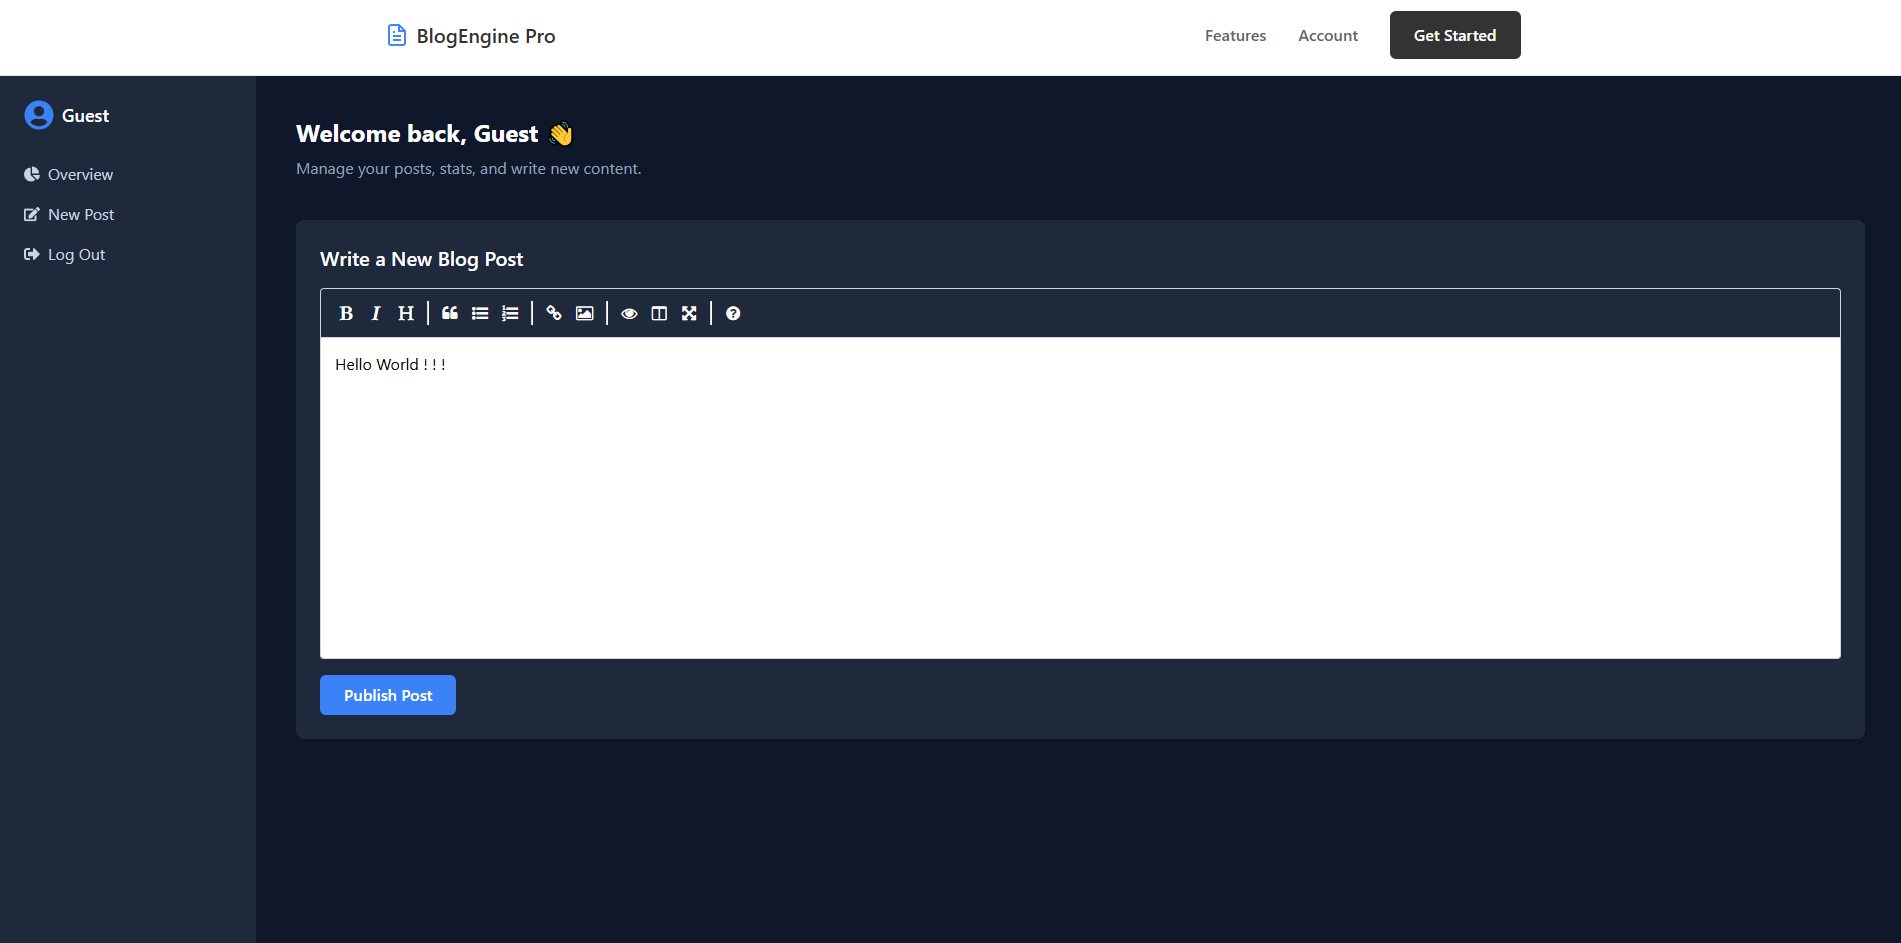 BlogEngine Pro
Features
Account
Get Started
Guest
Overview
New Post
Log Out
Welcome back, Guest 👋
Manage your posts, stats, and write new content.
Write a New Blog Post
B I H
Hello World ! ! !
Publish Post